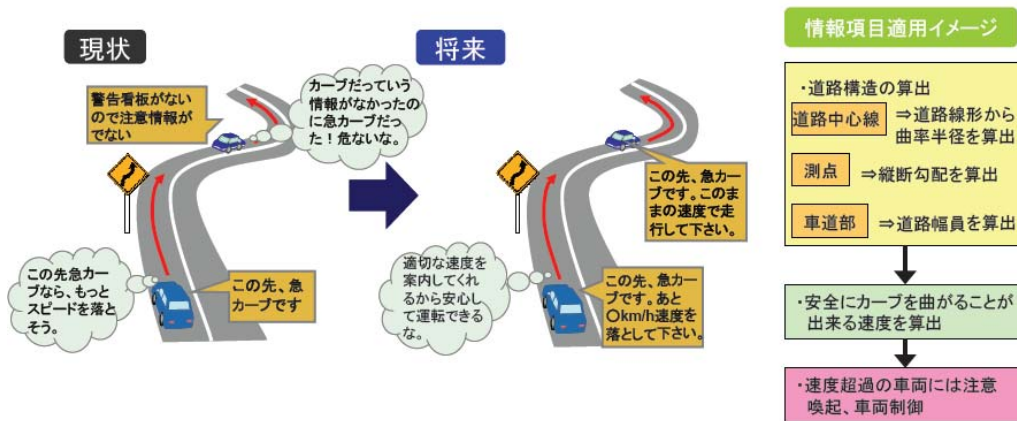 現状
警告看板がない
ので注意情報が
でない
カーブだっていう
情報がなかったの
に急カーブだっ
た！危ないな。
この先急カー
ブなら、もっと
スピードを落と
そう。
この先、急
カーブです
将来
この先、急カー
ブです。このま
まの速度で走
行して下さい。
適切な速度を
案内してくれ
るから安心し
て運転できる
な。
この先、急カー
ブです。あと
〇km/h速度を
落として下さい。
情報項目適用イメージ
・道路構造の算出
道路中心線 ⇒道路線形から
曲率半径を算出
測点 ⇒縦断勾配を算出
車道部 ⇒道路幅員を算出
・安全にカーブを曲がることが
出来る速度を算出
・速度超過の車両には注意
喚起、車両制御